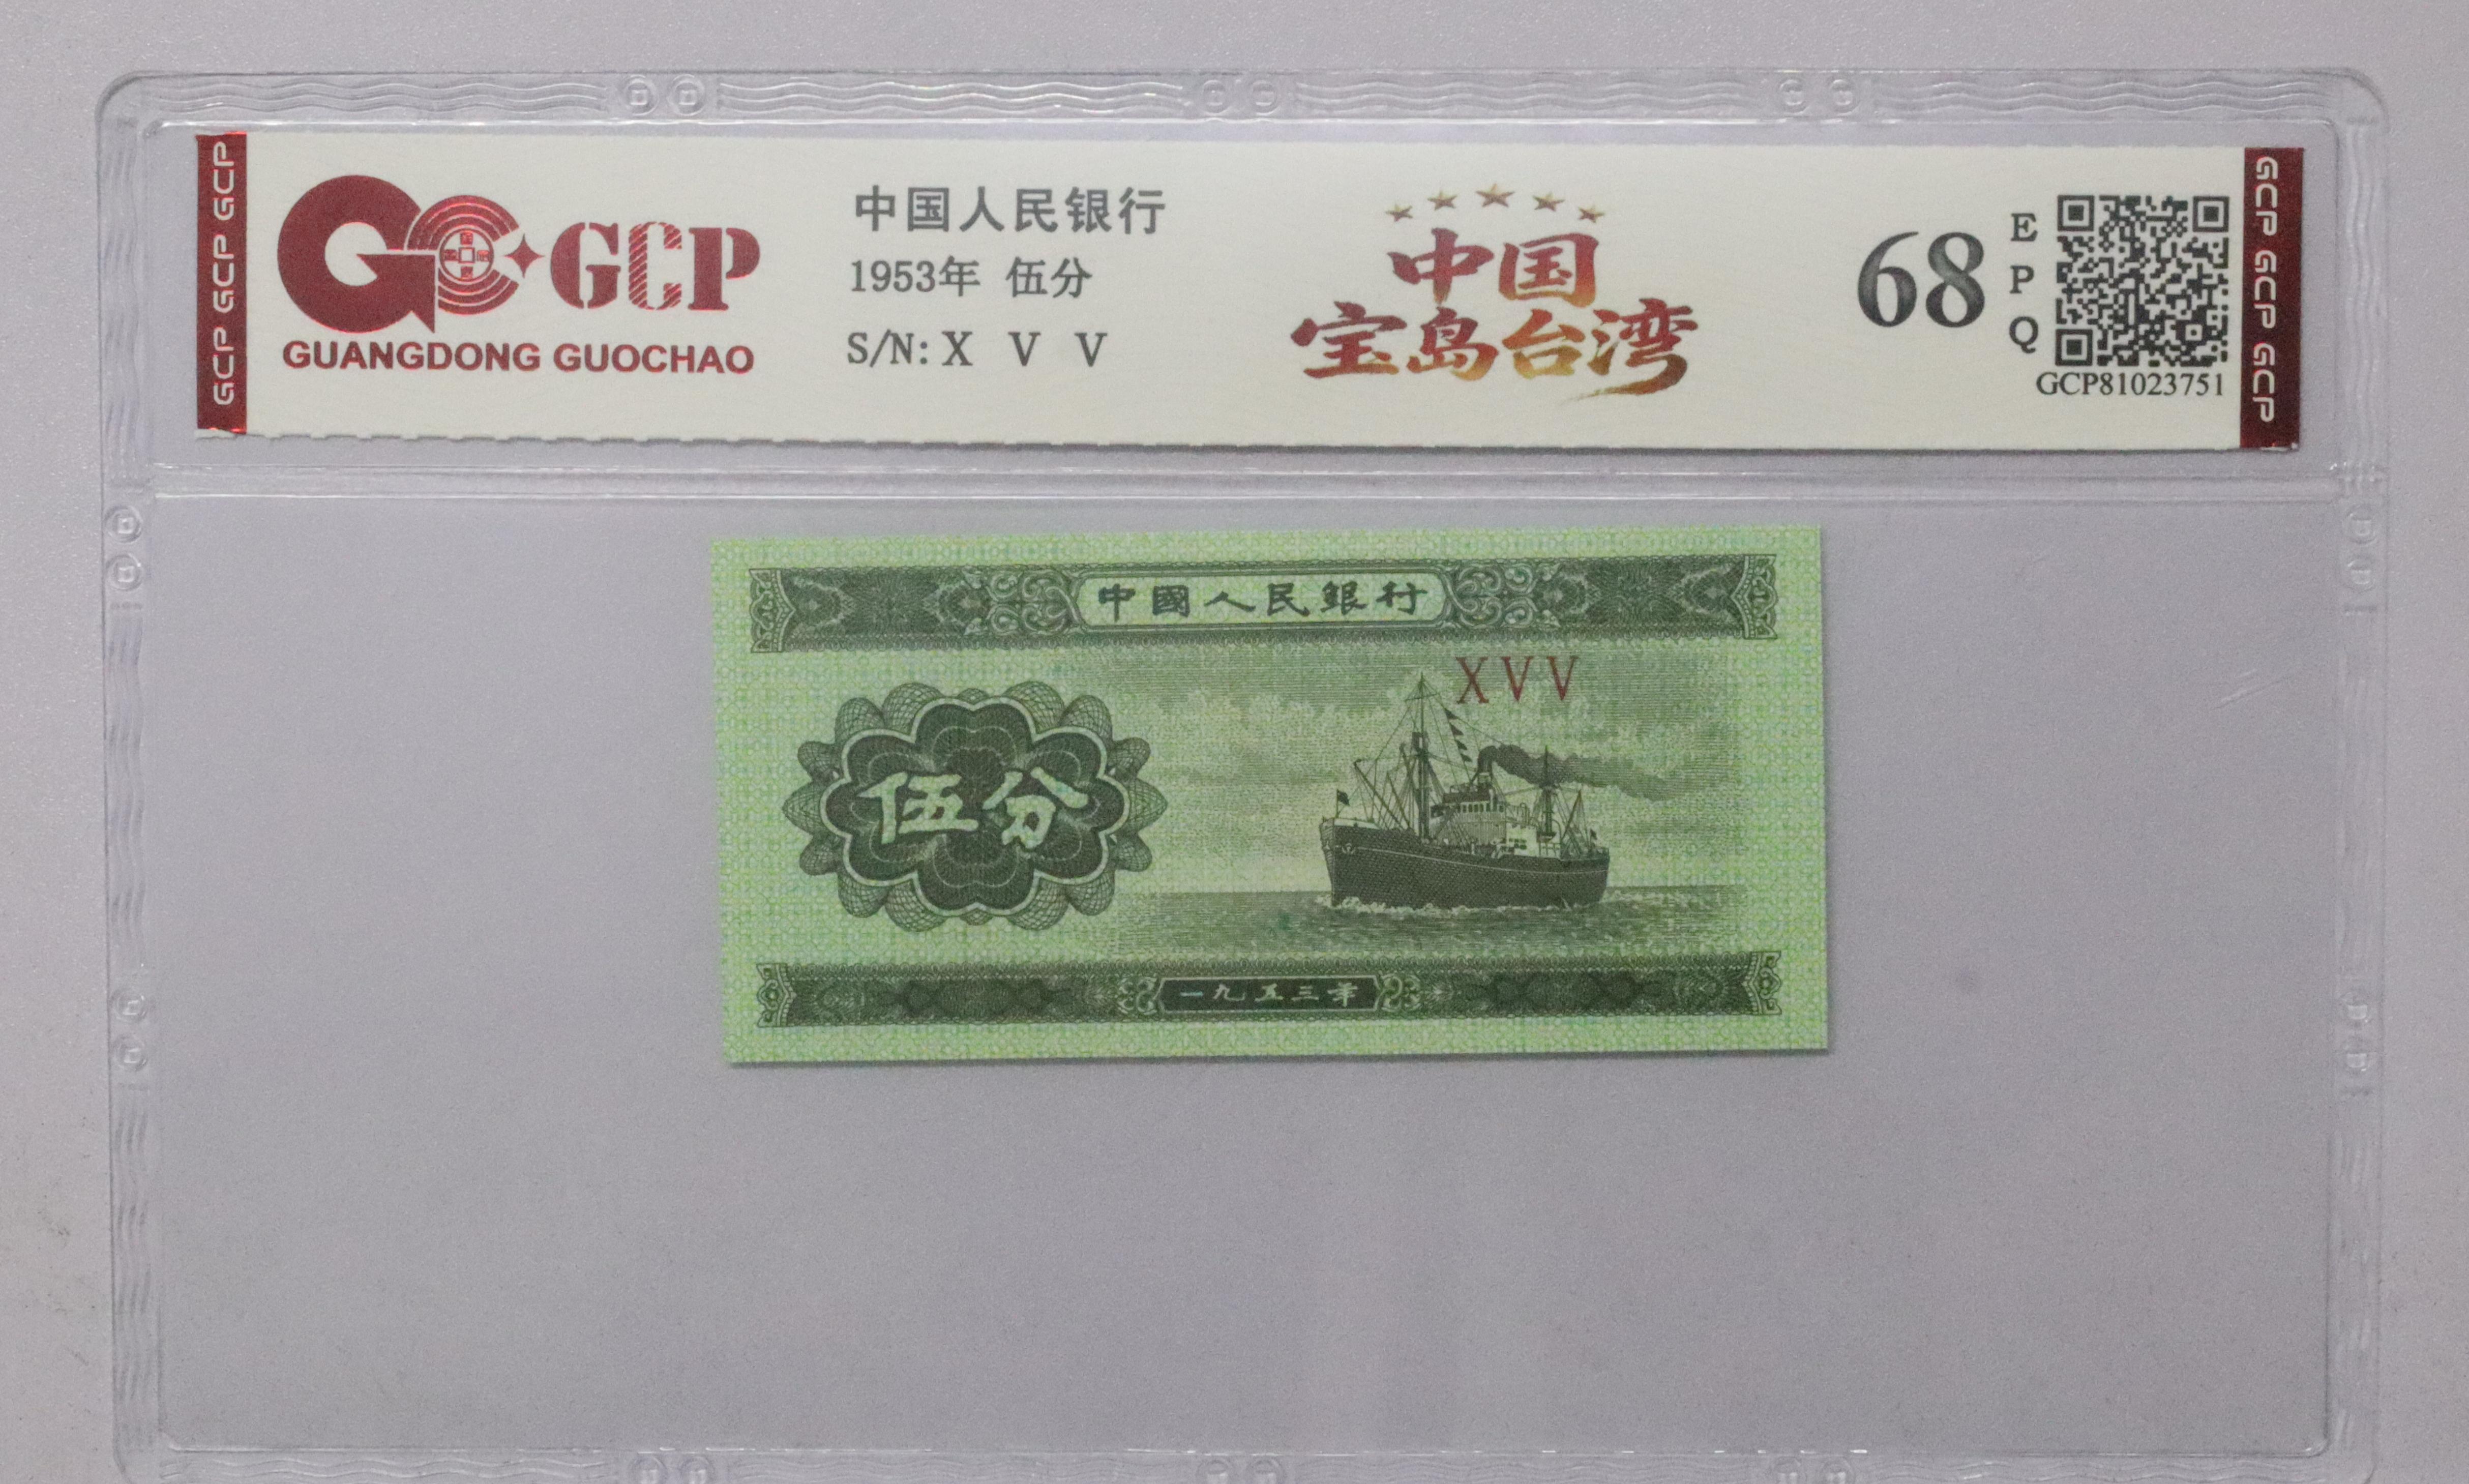 GCP GCP GCP
GCP
GUANGDONG GUOCHAO
中国人民银行
1953年 伍分
S/N: X V V
中国
宝岛台湾
68
E
P
Q
GCP81023751
GCP GCP GCP
中國人民銀行
XVV
伍分
一九五三年